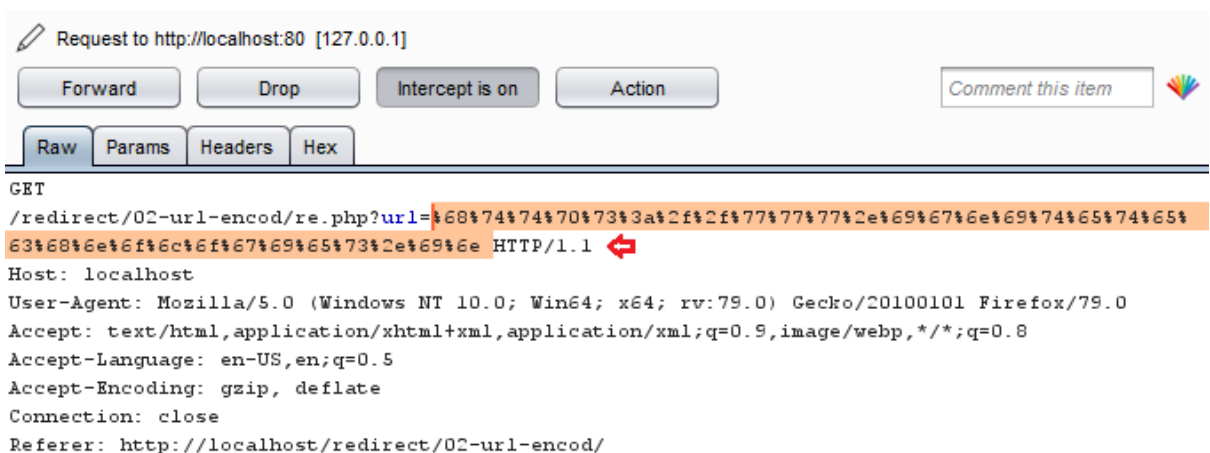 Request to http://localhost:80 [127.0.0.1]
Forward Drop Intercept is on Action Comment this item
Raw Params Headers Hex
GET
/redirect/02-url-encod/re.php?url=%68%74%74%70%73%3a%2f%2f%77%77%77%2e%69%67%6e%69%74%65%74%65%
63%68%6e%6f%6c%6f%67%69%65%73%2e%69%6e HTTP/1.1
Host: localhost
User-Agent: Mozilla/5.0 (Windows NT 10.0; Win64; x64; rv:79.0) Gecko/20100101 Firefox/79.0
Accept: text/html,application/xhtml+xml,application/xml;q=0.9,image/webp,*/*;q=0.8
Accept-Language: en-US,en;q=0.5
Accept-Encoding: gzip, deflate
Connection: close
Referer: http://localhost/redirect/02-url-encod/